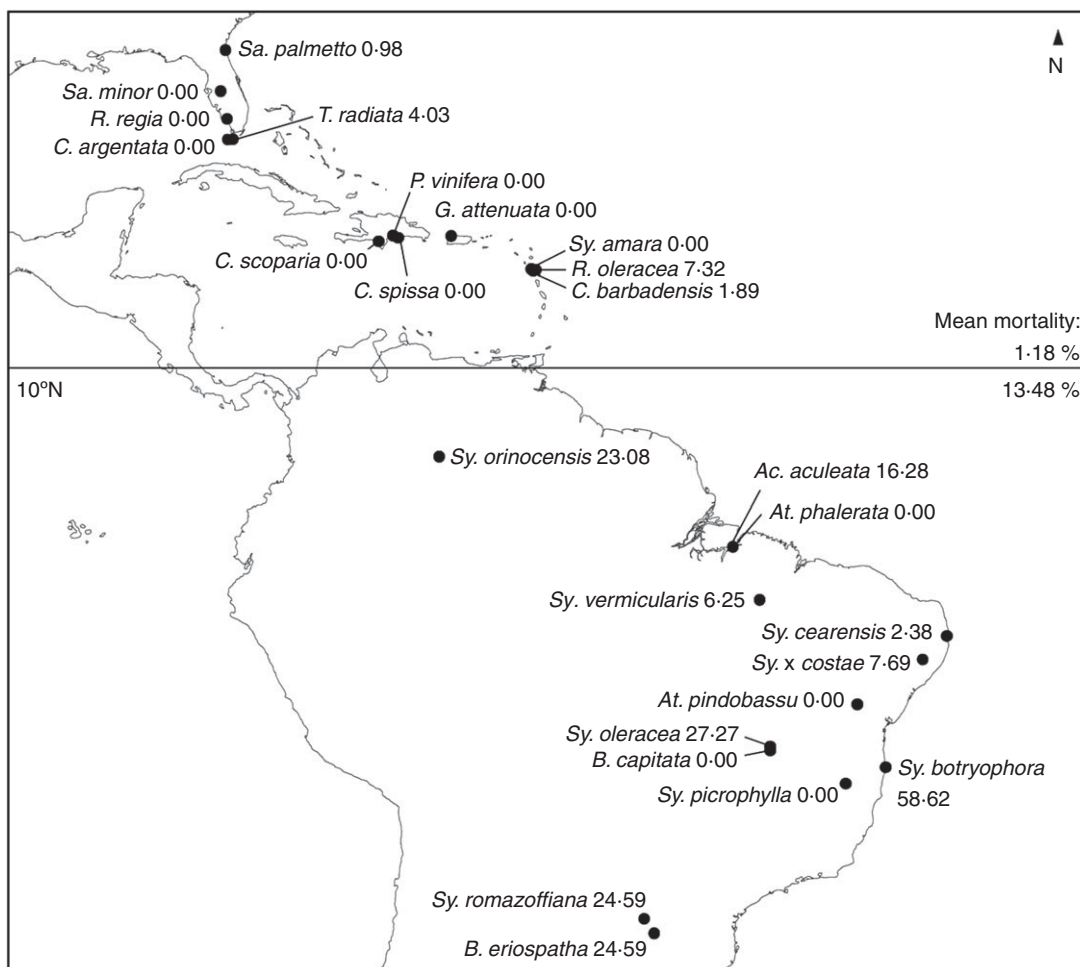 Sa. palmetto 0·98
N
Sa. minor 0·00
R. regia 0·00
T. radiata 4·03
C. argentata 0·00
P. vinifera 0·00
G. attenuata 0·00
Sy. amara 0·00
C. scoparia 0·00
R. oleracea 7·32
C. spissa 0·00
C. barbadensis 1·89
Mean mortality:
1·18 %
10°N
13·48 %
Sy. orinocensis 23·08
Ac. aculeata 16·28
At. phalerata 0·00
Sy. vermicularis 6·25
Sy. cearensis 2·38
Sy. x costae 7·69
At. pindobassu 0·00
Sy. oleracea 27·27
B. capitata 0·00
Sy. botryophora
58·62
Sy. picrophylla 0·00
Sy. romazoffiana 24·59
B. eriospatha 24·59